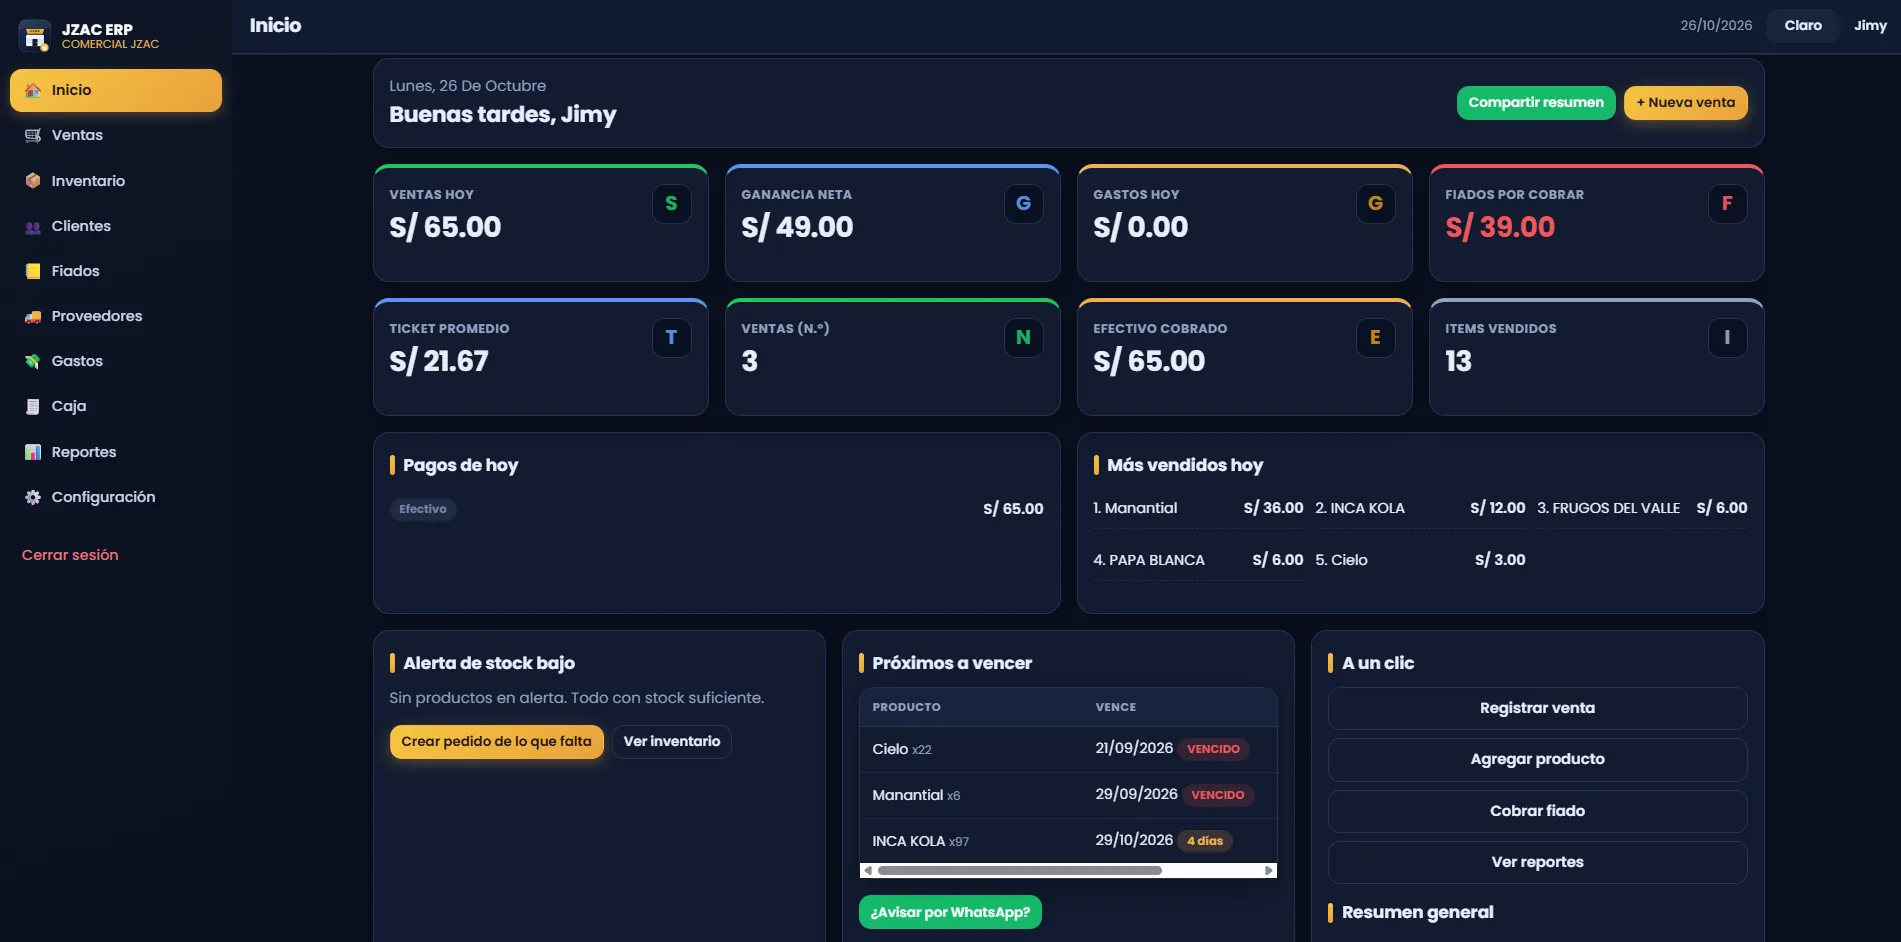 JZAC ERP
COMERCIAL JZAC
Inicio
Ventas
Inventario
Clientes
Fiados
Proveedores
Gastos
Caja
Reportes
Configuración
Cerrar sesión
Inicio
26/10/2026 Claro Jimy
Lunes, 26 De Octubre
Buenas tardes, Jimy
Compartir resumen + Nueva venta
VENTAS HOY S
S/ 65.00
GANANCIA NETA G
S/ 49.00
GASTOS HOY G
S/ 0.00
FIADOS POR COBRAR F
S/ 39.00
TICKET PROMEDIO T
S/ 21.67
VENTAS (N.º) N
3
EFECTIVO COBRADO E
S/ 65.00
ITEMS VENDIDOS I
13
Pagos de hoy
Efectivo S/ 65.00
Más vendidos hoy
1. Manantial S/ 36.00 2. INCA KOLA S/ 12.00 3. FRUGOS DEL VALLE S/ 6.00
4. PAPA BLANCA S/ 6.00 5. Cielo S/ 3.00
Alerta de stock bajo
Sin productos en alerta. Todo con stock suficiente.
Crear pedido de lo que falta Ver inventario
Próximos a vencer
PRODUCTO VENCE
Cielo x22 21/09/2026 VENCIDO
Manantial x6 29/09/2026 VENCIDO
INCA KOLA x97 29/10/2026 4 días
¿Avisar por WhatsApp?
A un clic
Registrar venta
Agregar producto
Cobrar fiado
Ver reportes
Resumen general